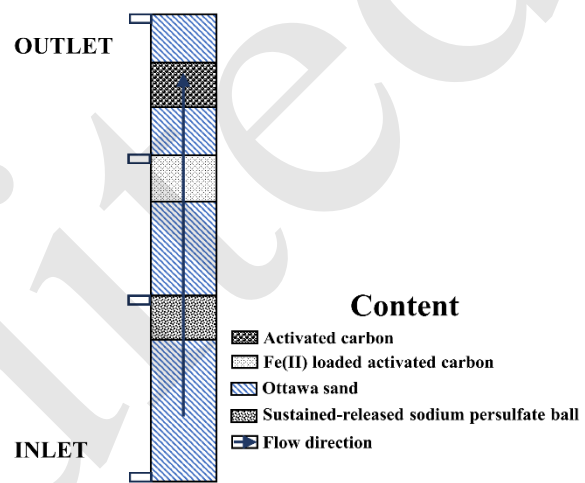 OUTLET
Content
Activated carbon
Fe(II) loaded activated carbon
Ottawa sand
Sustained-released sodium persulfate ball
Flow direction
INLET